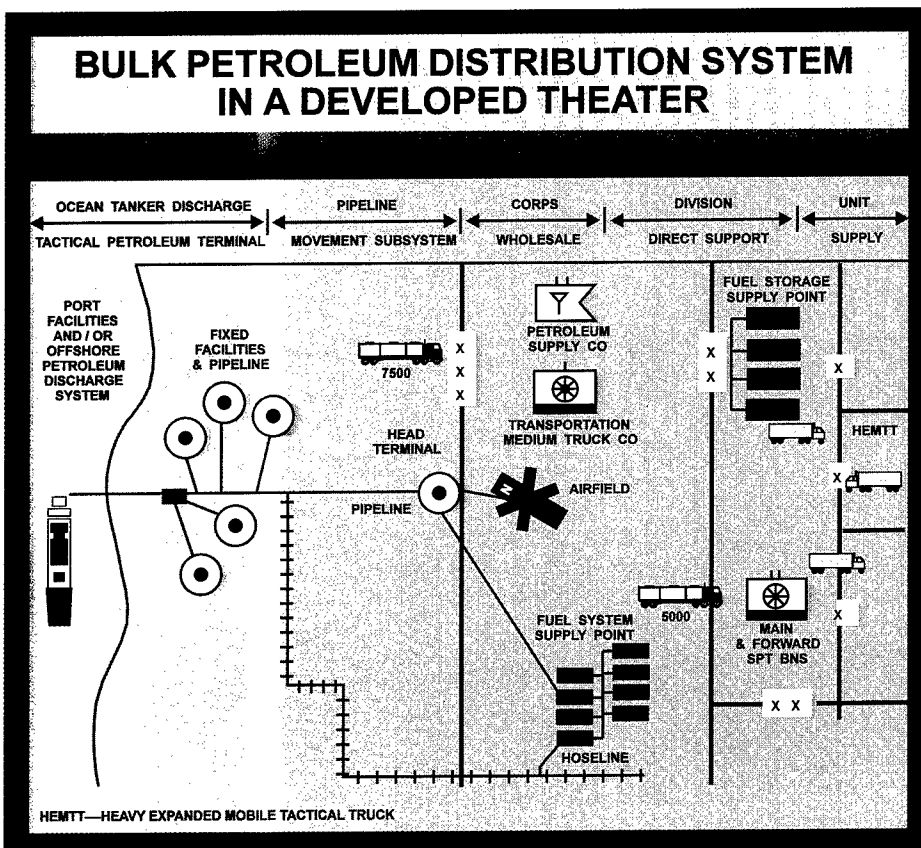 BULK PETROLEUM DISTRIBUTION SYSTEM
IN A DEVELOPED THEATER
OCEAN TANKER DISCHARGE
PIPELINE
CORPS
DIVISION
UNIT
TACTICAL PETROLEUM TERMINAL
MOVEMENT SUBSYSTEM
WHOLESALE
DIRECT SUPPORT
SUPPLY
PORT
FACILITIES
AND / OR
OFFSHORE
PETROLEUM
DISCHARGE
SYSTEM
FIXED
FACILITIES
& PIPELINE
7500
X
X
X
PETROLEUM
SUPPLY CO
TRANSPORTATION
MEDIUM TRUCK CO
FUEL STORAGE
SUPPLY POINT
X
X
X
HEMTT
X
HEAD
TERMINAL
PIPELINE
N
AIRFIELD
5000
FUEL SYSTEM
SUPPLY POINT
HOSELINE
MAIN
& FORWARD
SPT BNS
X
X X
HEMTT—HEAVY EXPANDED MOBILE TACTICAL TRUCK